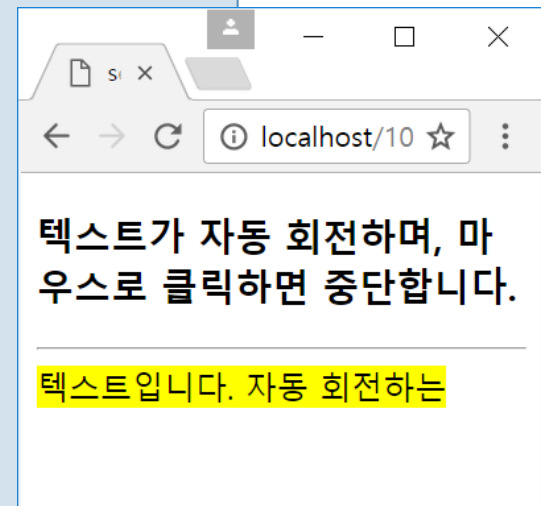 se
localhost/10
텍스트가 자동 회전하며, 마
우스로 클릭하면 중단합니다.
텍스트입니다. 자동 회전하는